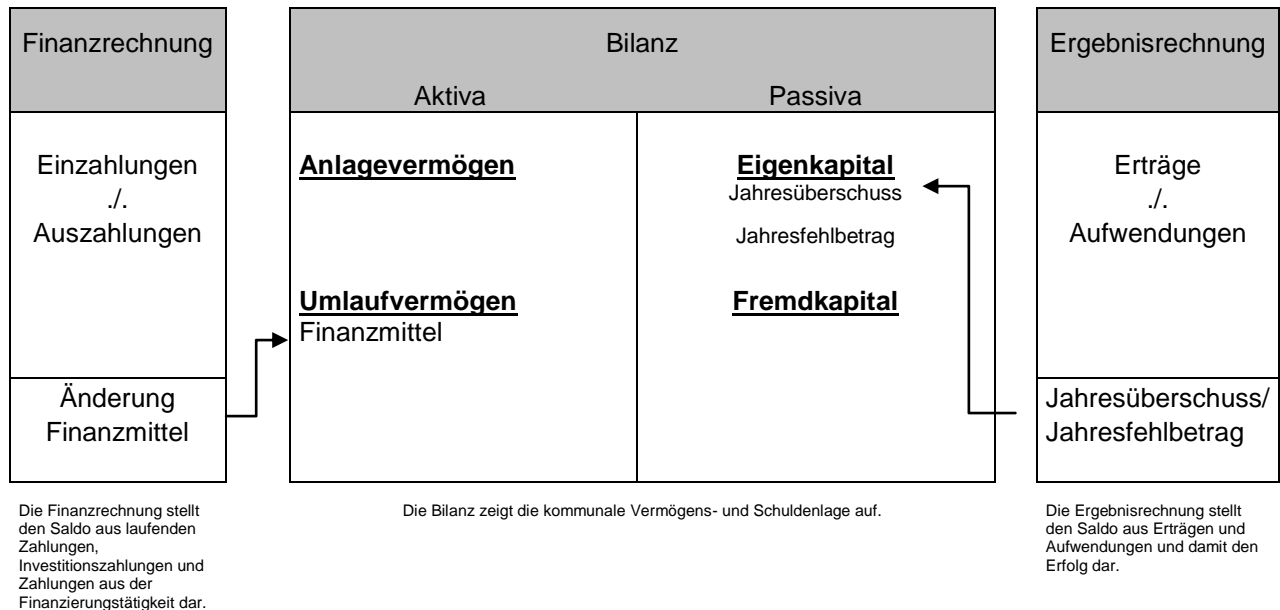 Finanzrechnung
Einzahlungen
./.
Auszahlungen
Änderung
Finanzmittel
Die Finanzrechnung stellt
den Saldo aus laufenden
Zahlungen,
Investitionszahlungen und
Zahlungen aus der
Finanzierungstätigkeit dar.
Bilanz
Aktiva Passiva
Anlagevermögen
Umlaufvermögen
Finanzmittel
Eigenkapital
Jahresüberschuss
Jahresfehlbetrag
Fremdkapital
Die Bilanz zeigt die kommunale Vermögens- und Schuldenlage auf.
Ergebnisrechnung
Erträge
./.
Aufwendungen
Jahresüberschuss/
Jahresfehlbetrag
Die Ergebnisrechnung stellt
den Saldo aus Erträgen und
Aufwendungen und damit den
Erfolg dar.